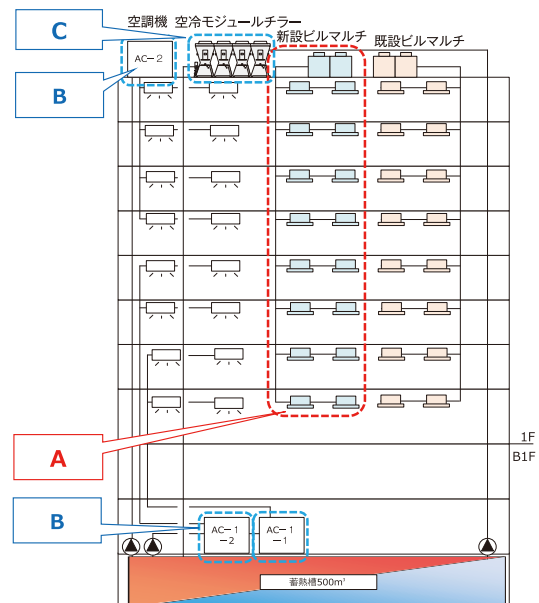 C
空調機 空冷モジュールチラー
新設ビルマルチ
既設ビルマルチ
AC－2
B
A
1F
B1F
B
AC－1
－2
AC－1
－1
蓄熱槽500m³